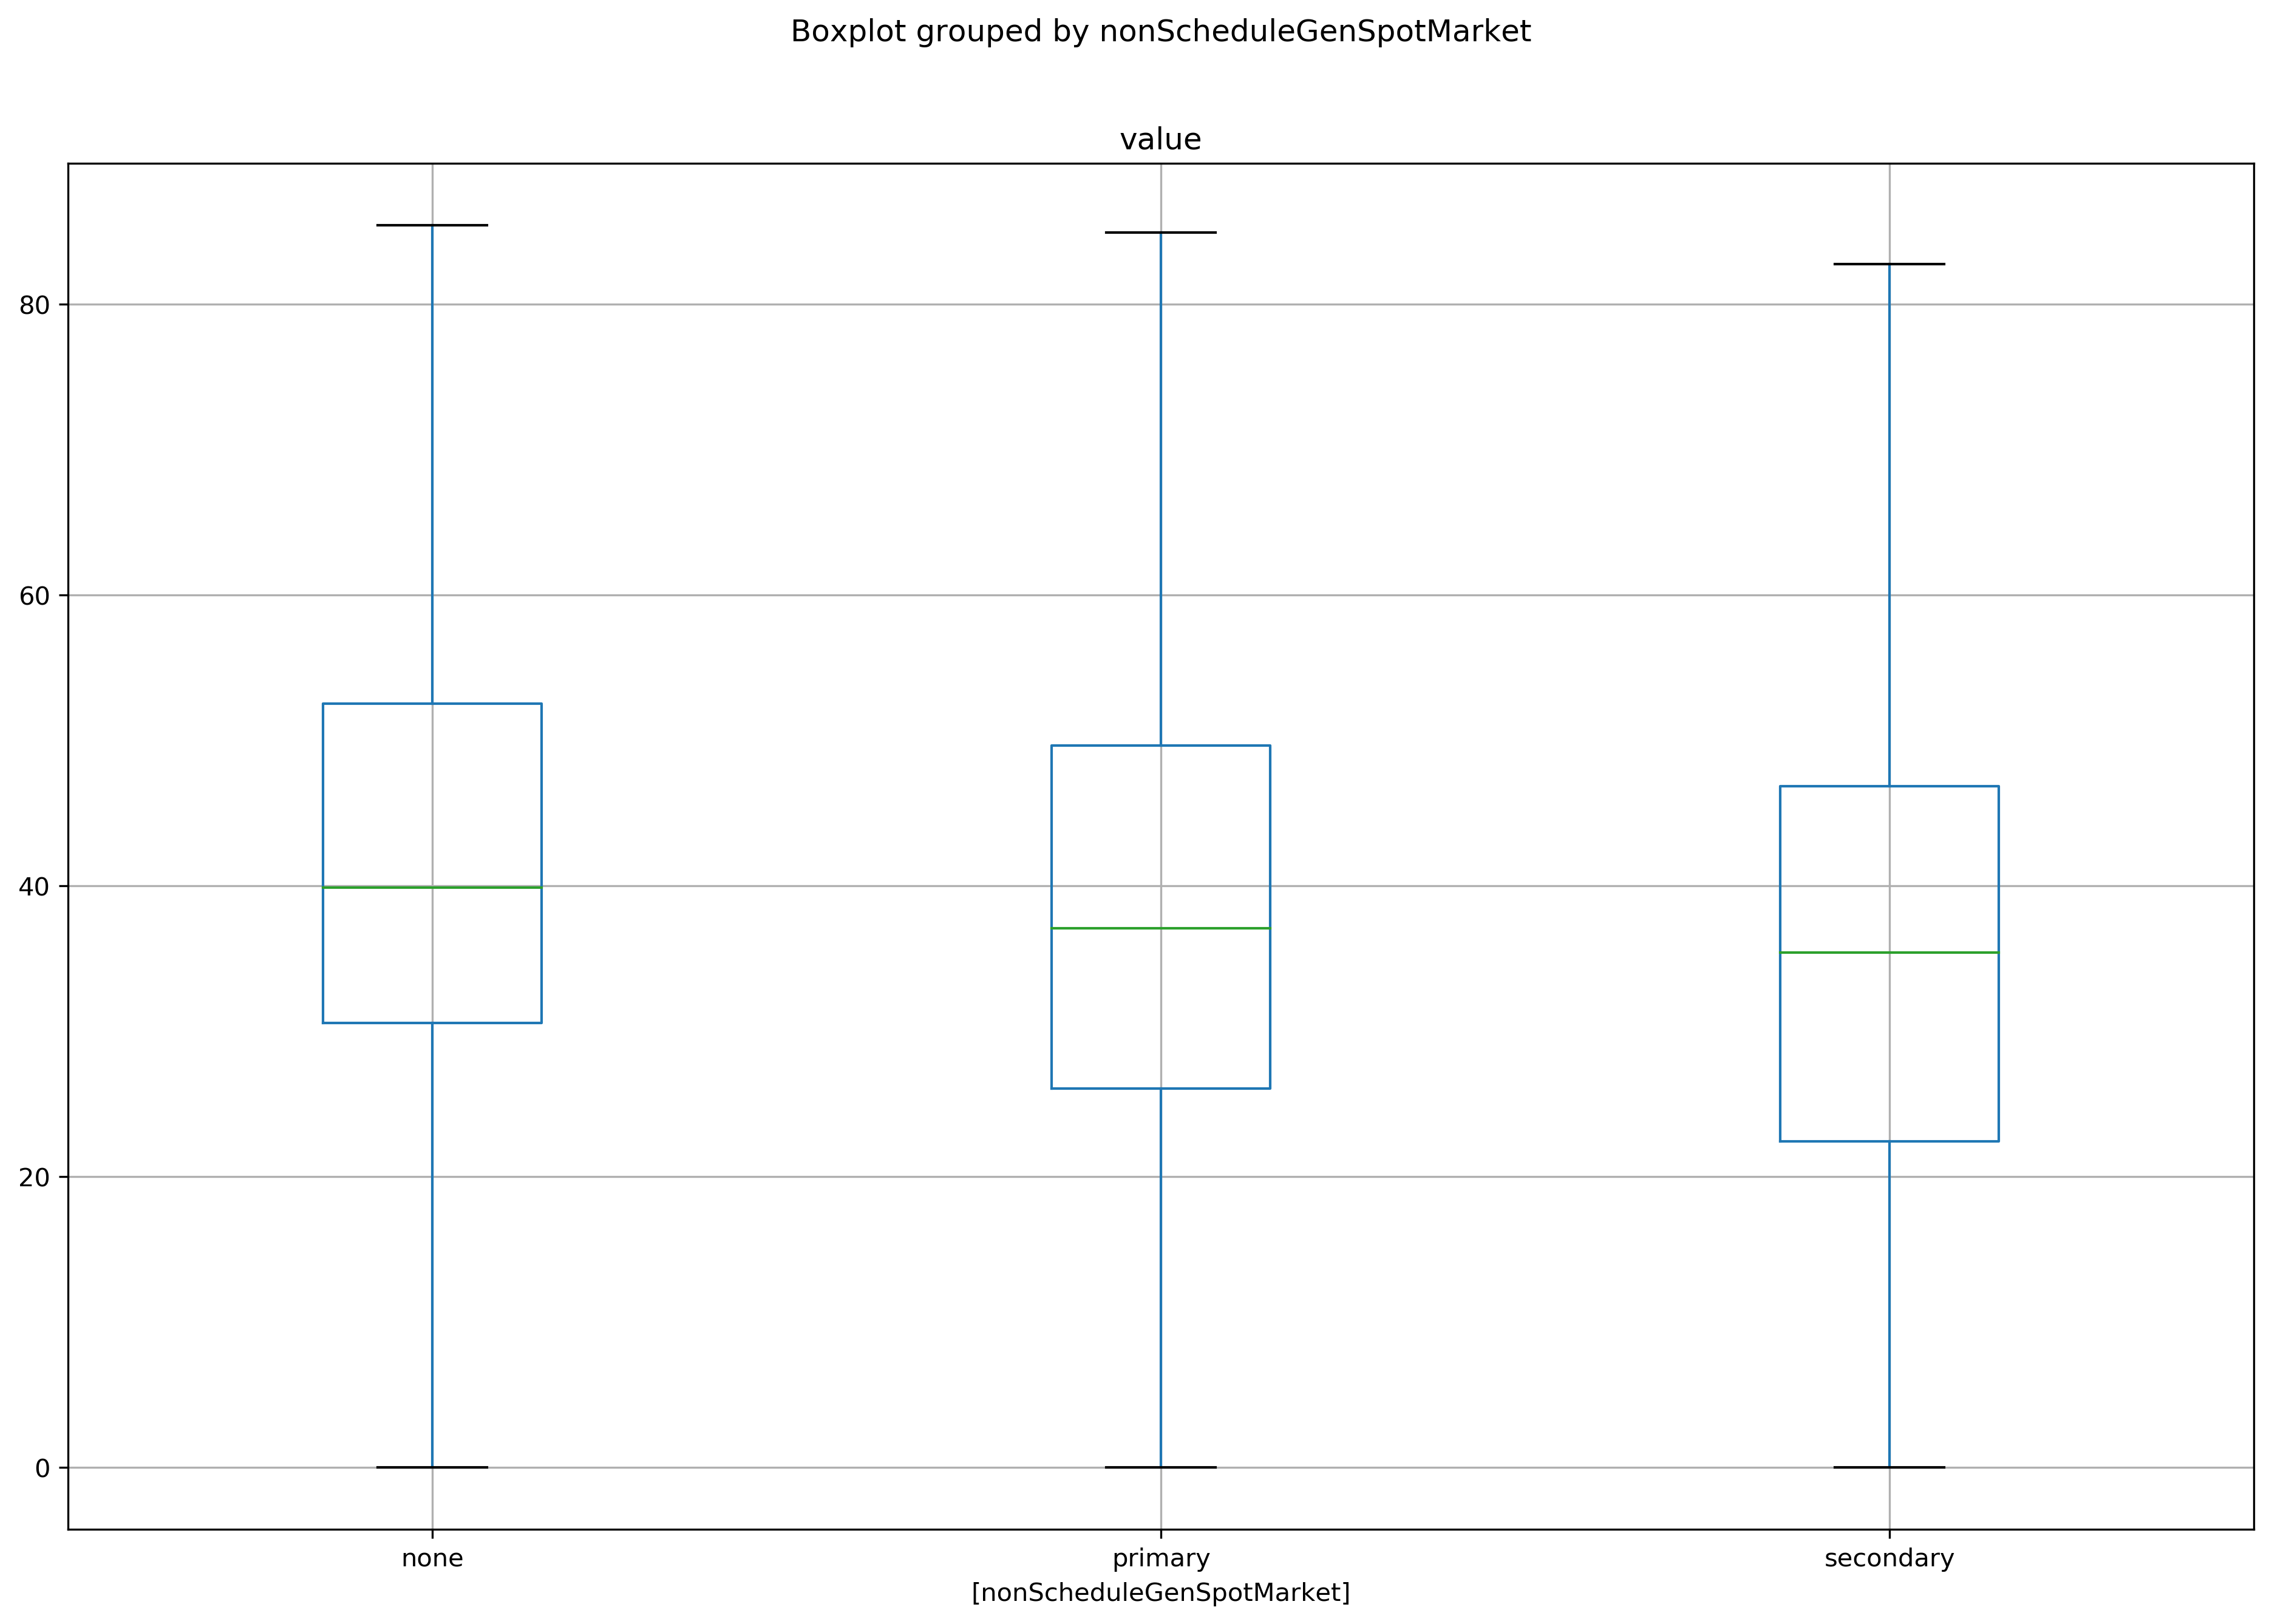 Boxplot grouped by nonScheduleGenSpotMarket
value
80
60
40
20
0
none primary secondary
[nonScheduleGenSpotMarket]